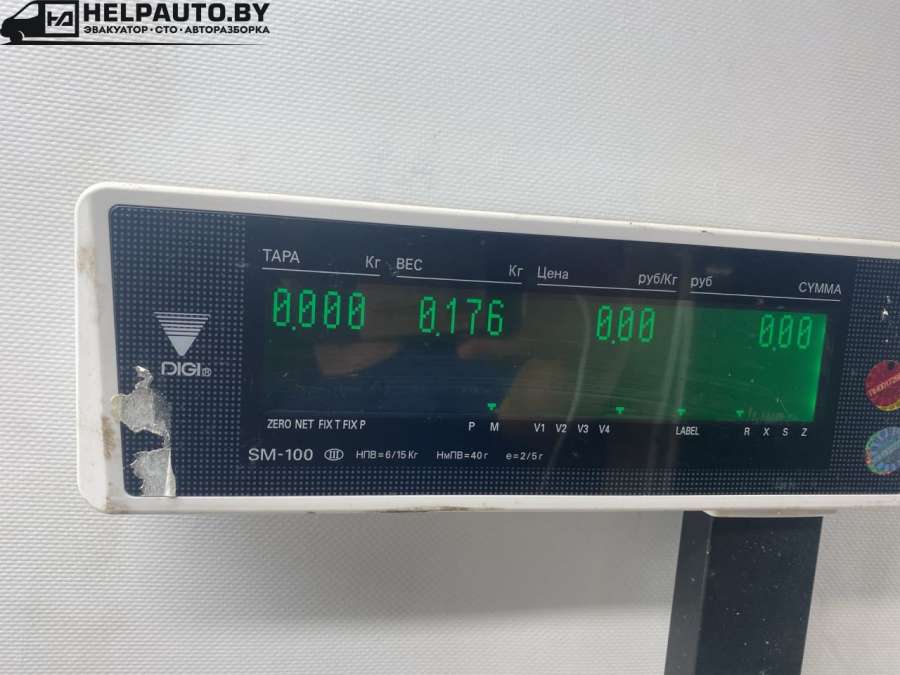 HELPAUTO.BY
ЭВАКУАТОР · СТО · АВТОРАЗБОРКА
ТАРА Кг ВЕС Кг Цена руб/Кг руб СУММА
0.000 0.176 0.00 0.00
DIGI®
ZERO NET FIX T FIX P P M V1 V2 V3 V4 LABEL R X S Z
SM-100 III НПВ=6/15 Кг НмПВ=40 г e=2/5 г